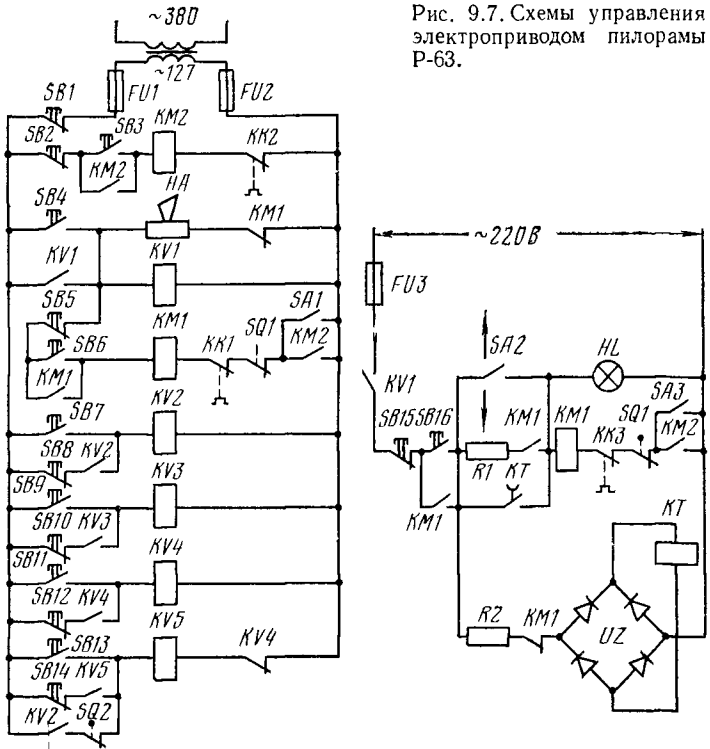 ~380
Рис. 9.7. Схемы управления
электроприводом пилорамы
Р-63.
~127
SB1
FU1
FU2
SB2
SB3
KM2
KK2
KM2
SB4
HA
KM1
KV1
KV1
~220В
SB5
KM1
SA1
FU3
SB6
KK1
SQ1
KM2
SA2
HL
KM1
KV1
SB7
KV2
SA3
SB15
SB16
KM1
KM1
SQ1
KM2
SB8
KV2
KK3
SB9
KV3
R1
KT
SB10
KV3
KM1
KT
SB11
KV4
SB12
KV4
KV5
R2
KM1
UZ
SB13
KV4
SB14
KV5
KV2
SQ2